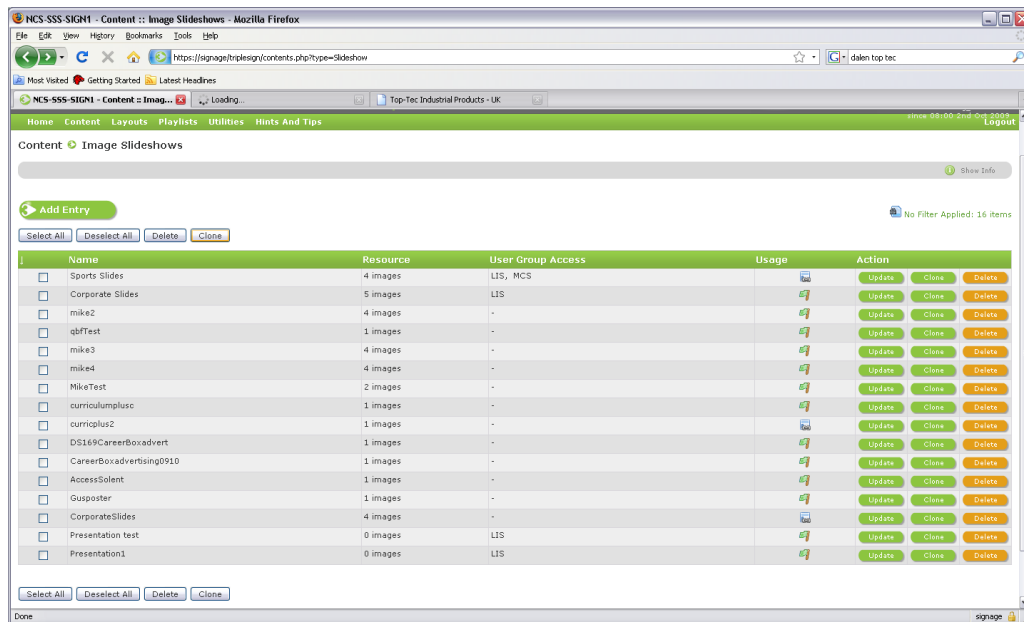 NCS-SSS-SIGN1 - Content :: Image Slideshows - Mozilla Firefox
File Edit View History Bookmarks Tools Help
https://signage/triplesign/contents.php?type=Slideshow
G dalen top tec
Most Visited Getting Started Latest Headlines
NCS-SSS-SIGN1 - Content :: Imag... Loading... Top-Tec Industrial Products - UK
since 08:00 2nd Oct 2009
Home Content Layouts Playlists Utilities Hints And Tips Logout
Content Image Slideshows
Show Info
Add Entry
No Filter Applied: 16 items
Select All Deselect All Delete Clone
Name Resource User Group Access Usage Action
Sports Slides 4 images LIS, MCS Update Clone Delete
Corporate Slides 5 images LIS Update Clone Delete
mike2 4 images - Update Clone Delete
qbfTest 1 images - Update Clone Delete
mike3 4 images - Update Clone Delete
mike4 4 images - Update Clone Delete
MikeTest 2 images - Update Clone Delete
curriculumplusc 1 images - Update Clone Delete
curricplus2 1 images - Update Clone Delete
DS169CareerBoxadvert 1 images - Update Clone Delete
CareerBoxadvertising0910 1 images - Update Clone Delete
AccessSolent 1 images - Update Clone Delete
Gusposter 1 images - Update Clone Delete
CorporateSlides 4 images - Update Clone Delete
Presentation test 0 images LIS Update Clone Delete
Presentation1 0 images LIS Update Clone Delete
Select All Deselect All Delete Clone
Done signage